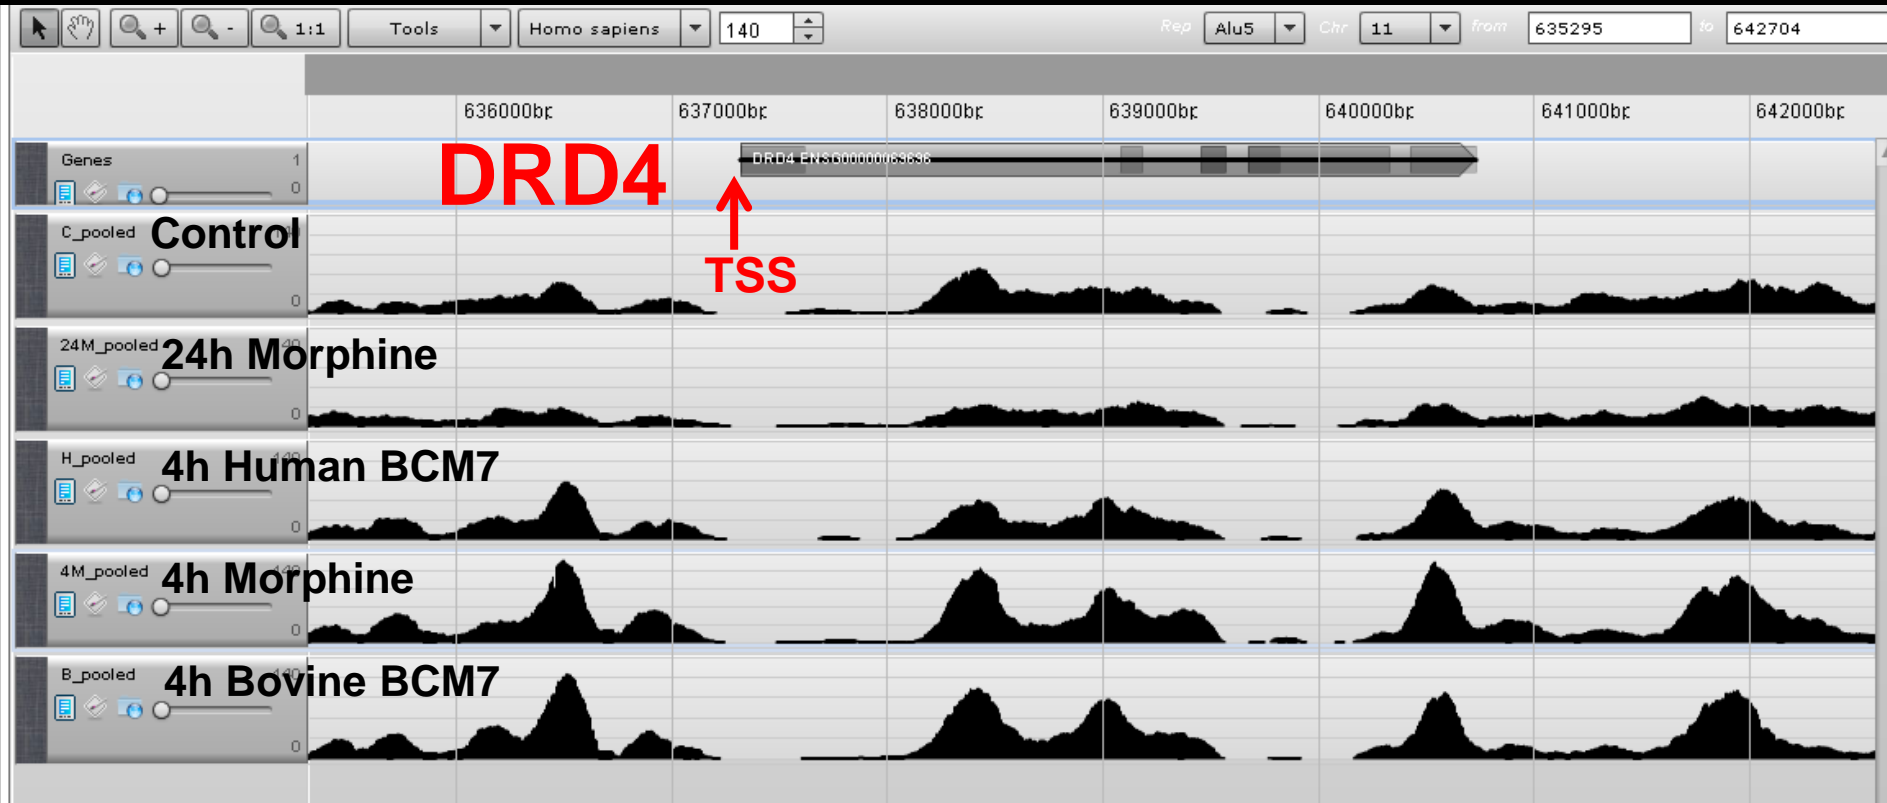 + - 1:1 Tools Homo sapiens 140 Rep Alu5 Chr 11 from 635295 to 642704
636000bp 637000bp 638000bp 639000bp 640000bp 641000bp 642000bp
Genes 1
0
DRD4
DRD4 ENSG00000069696
TSS
C_pooled Control
0
24M_pooled 24h Morphine
0
H_pooled 4h Human BCM7
0
4M_pooled 4h Morphine
0
B_pooled 4h Bovine BCM7
0